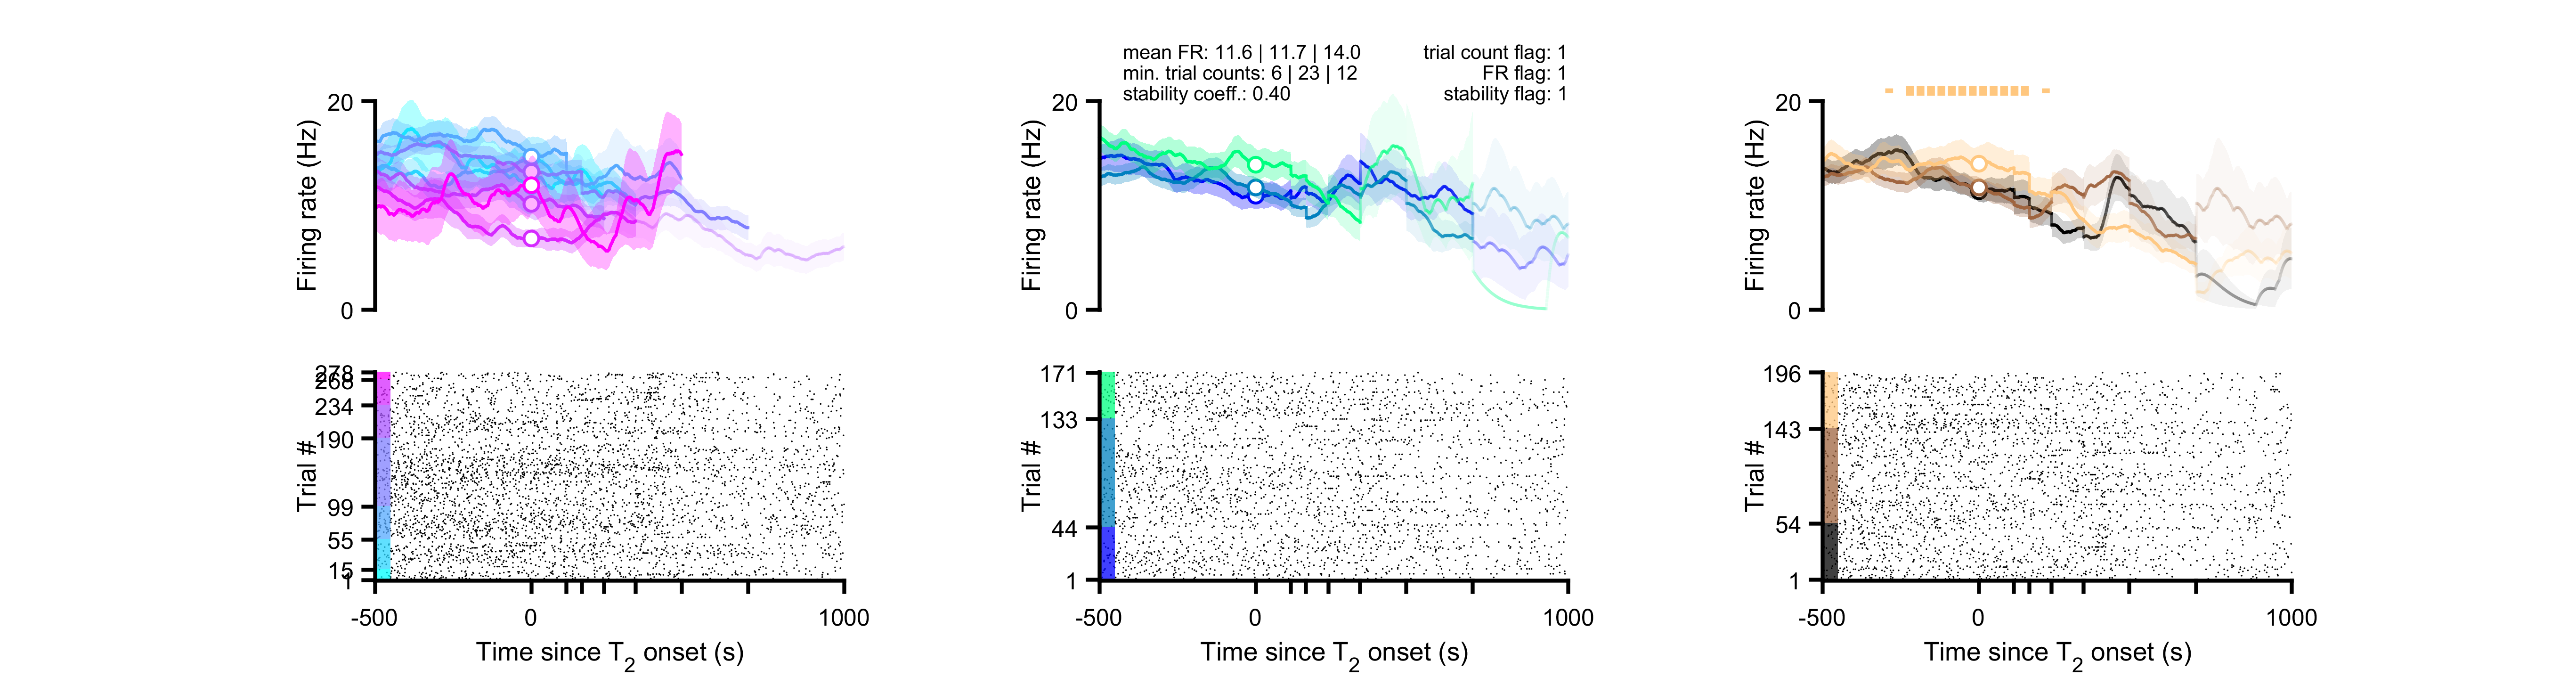 mean FR: 11.6 | 11.7 | 14.0
min. trial counts: 6 | 23 | 12
stability coeff.: 0.40
trial count flag: 1
FR flag: 1
stability flag: 1
20
Firing rate (Hz)
0
20
Firing rate (Hz)
0
20
Firing rate (Hz)
0
278
268
234
190
99
55
15
1
Trial #
-500
0
1000
Time since T2 onset (s)
171
133
44
1
Trial #
-500
0
1000
Time since T2 onset (s)
196
143
54
1
Trial #
-500
0
1000
Time since T2 onset (s)